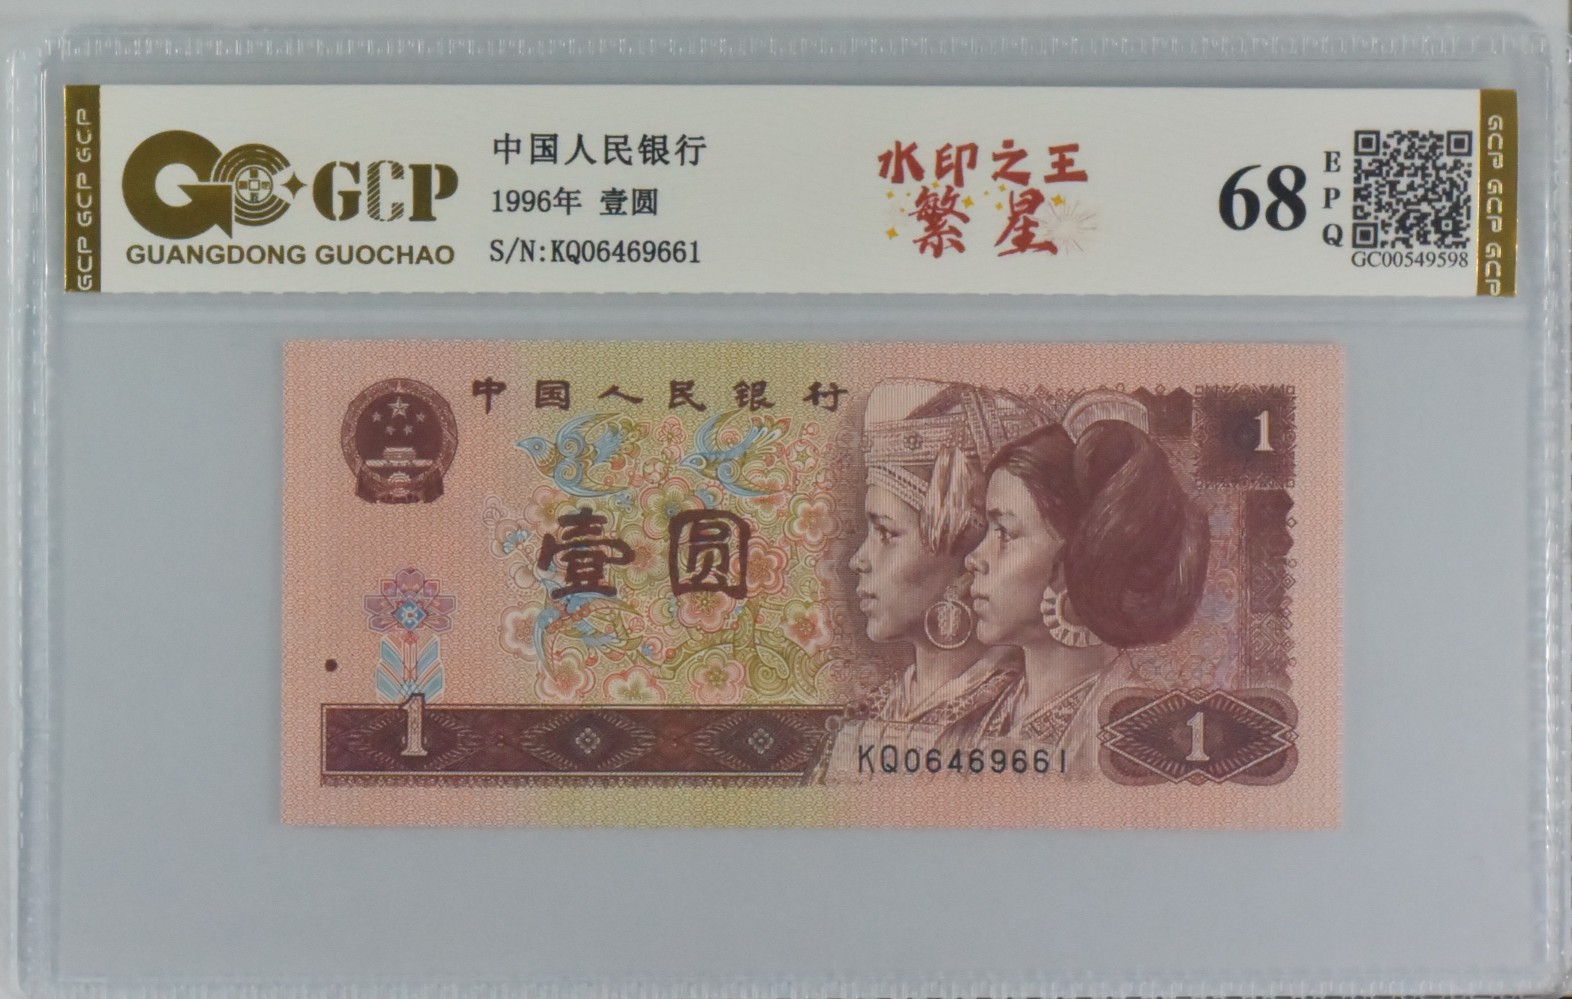 GCP GCP GCP
GCP
GUANGDONG GUOCHAO
中国人民银行
1996年 壹圆
S/N:KQ06469661
水印之王
繁星
68
EPQ
GC00549598
GCP GCP GCP
中国人民银行
1
壹圆
1
KQ06469661
1